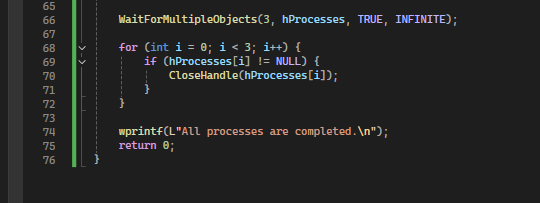 65
66 WaitForMultipleObjects(3, hProcesses, TRUE, INFINITE);
67
68 for (int i = 0; i < 3; i++) {
69 if (hProcesses[i] != NULL) {
70 CloseHandle(hProcesses[i]);
71 }
72 }
73
74 wprintf(L"All processes are completed.\n");
75 return 0;
76 }